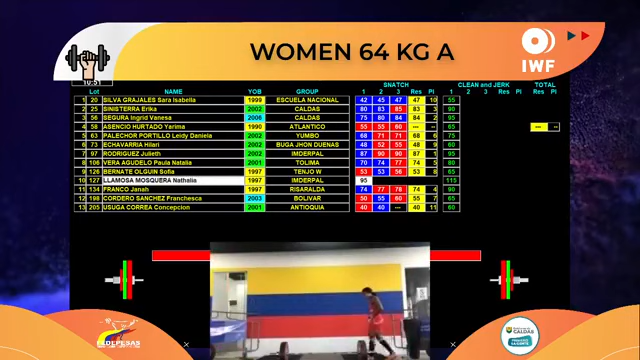 WOMEN 64 KG A
IWF
10:51
SNATCH CLEAN and JERK TOTAL
Lot NAME YOB GROUP 1 2 3 Res Pl 1 2 3 Res Pl Res Pl
1 20 SILVA GRAJALES Sara Isabella 1999 ESCUELA NACIONAL 42 45 47 47 10 55
2 25 SINISTERRA Erika 2002 CALDAS 83 83 85 83 3 90
3 56 SEGURA Ingrid Vanesa 2006 CALDAS 75 80 84 84 2 95
4 58 ASENCIO HURTADO Yarima 1990 ATLANTICO 55 55 60 --- -- 65 --- --
5 63 PALECHOR PORTILLO Leidy Daniela 2002 YUMBO 68 71 71 68 6 75
6 73 ECHAVARRIA Hilari 2002 BUGA JHON DUENAS 48 52 55 48 9 60
7 97 RODRIGUEZ Julieth 2002 IMDERPAL 87 90 90 87 1 95
8 106 VERA AGUDELO Paula Natalia 2001 TOLIMA 70 74 77 74 5 80
9 126 BERNATE OLGUIN Sofia 1997 TENJO W 53 53 56 53 8 65
10 127 LLAMOSA MOSQUERA Nathalia 1997 IMDERPAL 95 115
11 134 FRANCO Janah 1997 RISARALDA 74 77 78 74 4 90
12 198 CORDERO SANCHEZ Franchesca 2003 BOLIVAR 50 55 60 55 7 65
13 205 USUGA CORREA Concepcion 2001 ANTIOQUIA 40 40 --- 40 11 60
FEDEPESAS
CALDAS